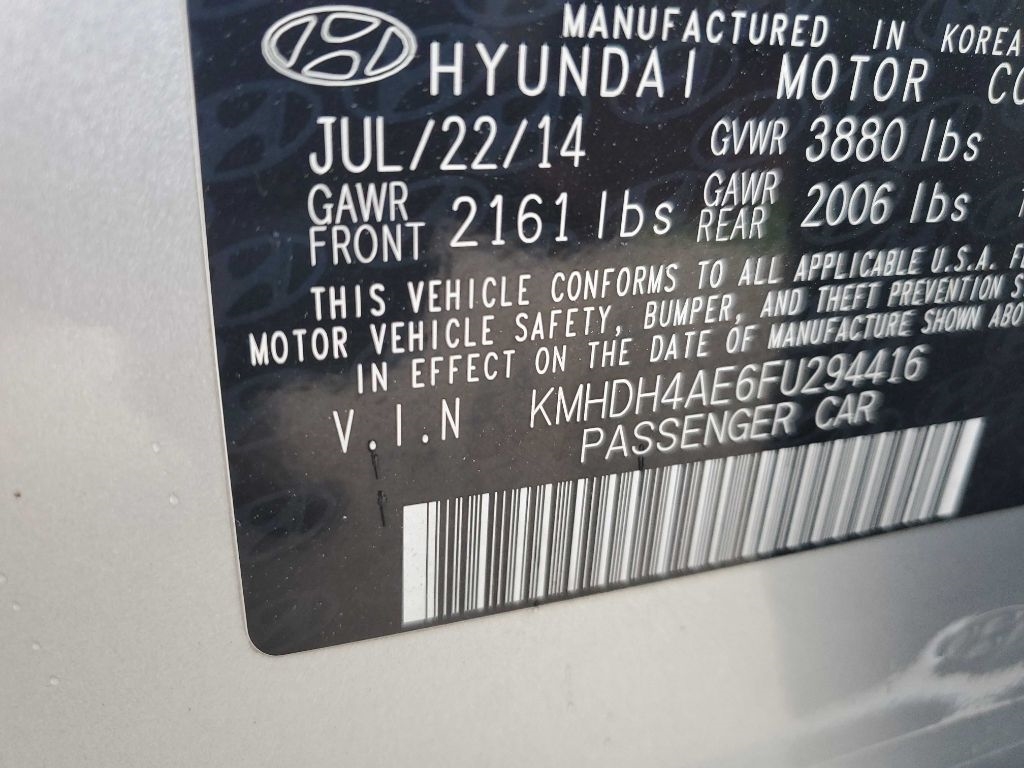 MANUFACTURED IN KOREA
HYUNDAI MOTOR
JUL/22/14 GVWR 3880 lbs
GAWR FRONT 2161 lbs GAWR REAR 2006 lbs
THIS VEHICLE CONFORMS TO ALL APPLICABLE U.S.A.
MOTOR VEHICLE SAFETY, BUMPER, AND THEFT PREVENTION
IN EFFECT ON THE DATE OF MANUFACTURE SHOWN
V.I.N KMHDH4AE6FU294416
PASSENGER CAR